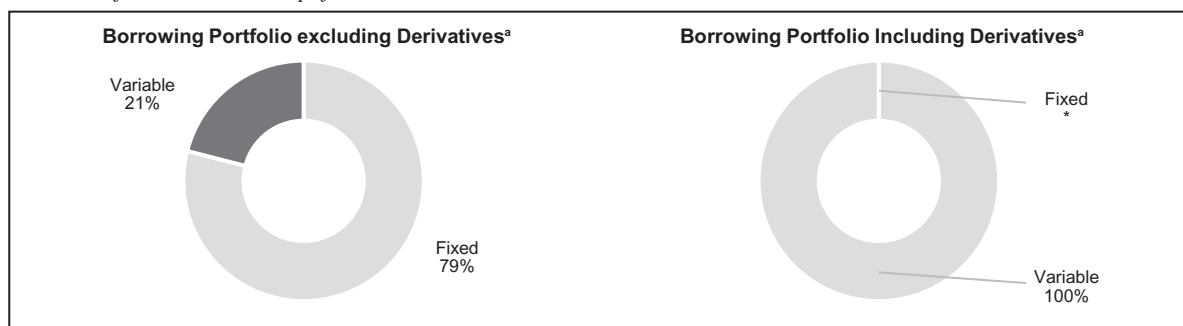 Borrowing Portfolio excluding Derivativesª
Variable
21%
Fixed
79%
Borrowing Portfolio Including Derivativesª
Fixed
*
Variable
100%